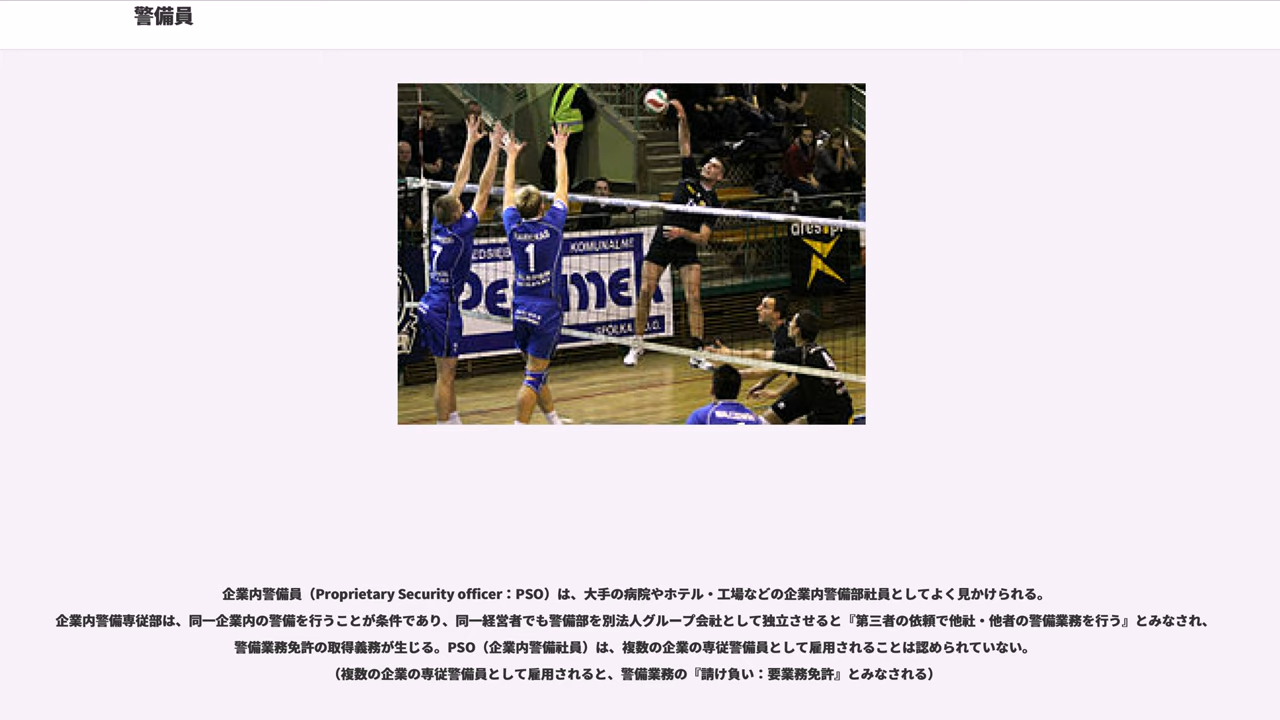 警備員
7
1
KOMUNALNE
SPÓŁKA
企業内警備員（Proprietary Security officer：PSO）は、大手の病院やホテル・工場などの企業内警備部社員としてよく見かけられる。
企業内警備専従部は、同一企業内の警備を行うことが条件であり、同一経営者でも警備部を別法人グループ会社として独立させると『第三者の依頼で他社・他者の警備業務を行う』とみなされ、
警備業務免許の取得義務が生じる。PSO（企業内警備社員）は、複数の企業の専従警備員として雇用されることは認められていない。
（複数の企業の専従警備員として雇用されると、警備業務の『請け負い：要業務免許』とみなされる）